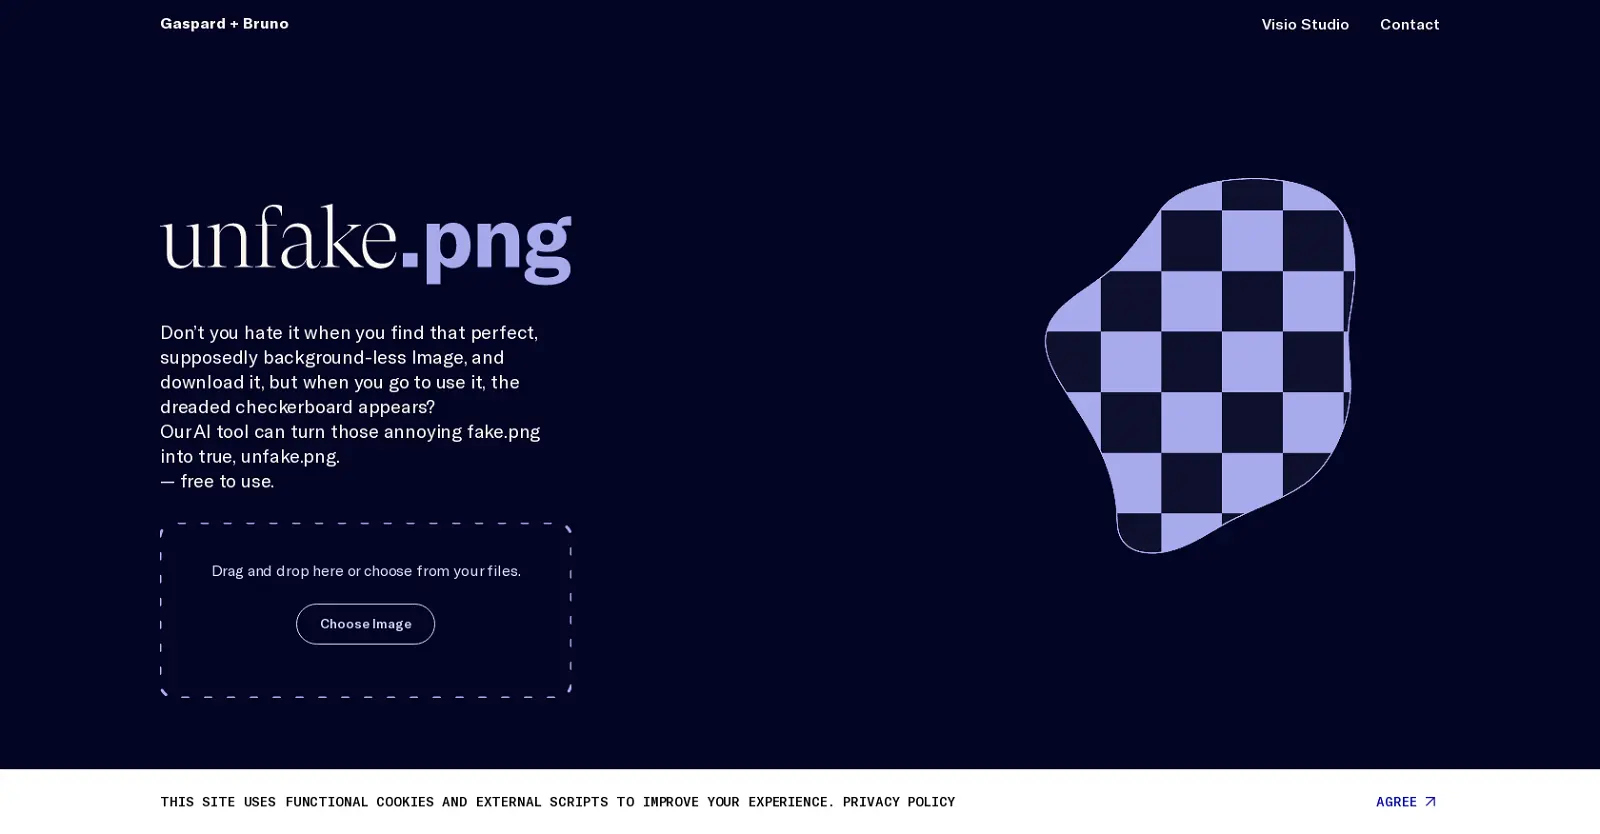 Gaspard + Bruno
Visio Studio
Contact
unfake.png
Don't you hate it when you find that perfect,
supposedly background-less Image, and
download it, but when you go to use it, the
dreaded checkerboard appears?
Our AI tool can turn those annoying fake.png
into true, unfake.png.
— free to use.
Drag and drop here or choose from your files.
Choose Image
THIS SITE USES FUNCTIONAL COOKIES AND EXTERNAL SCRIPTS TO IMPROVE YOUR EXPERIENCE. PRIVACY POLICY
AGREE